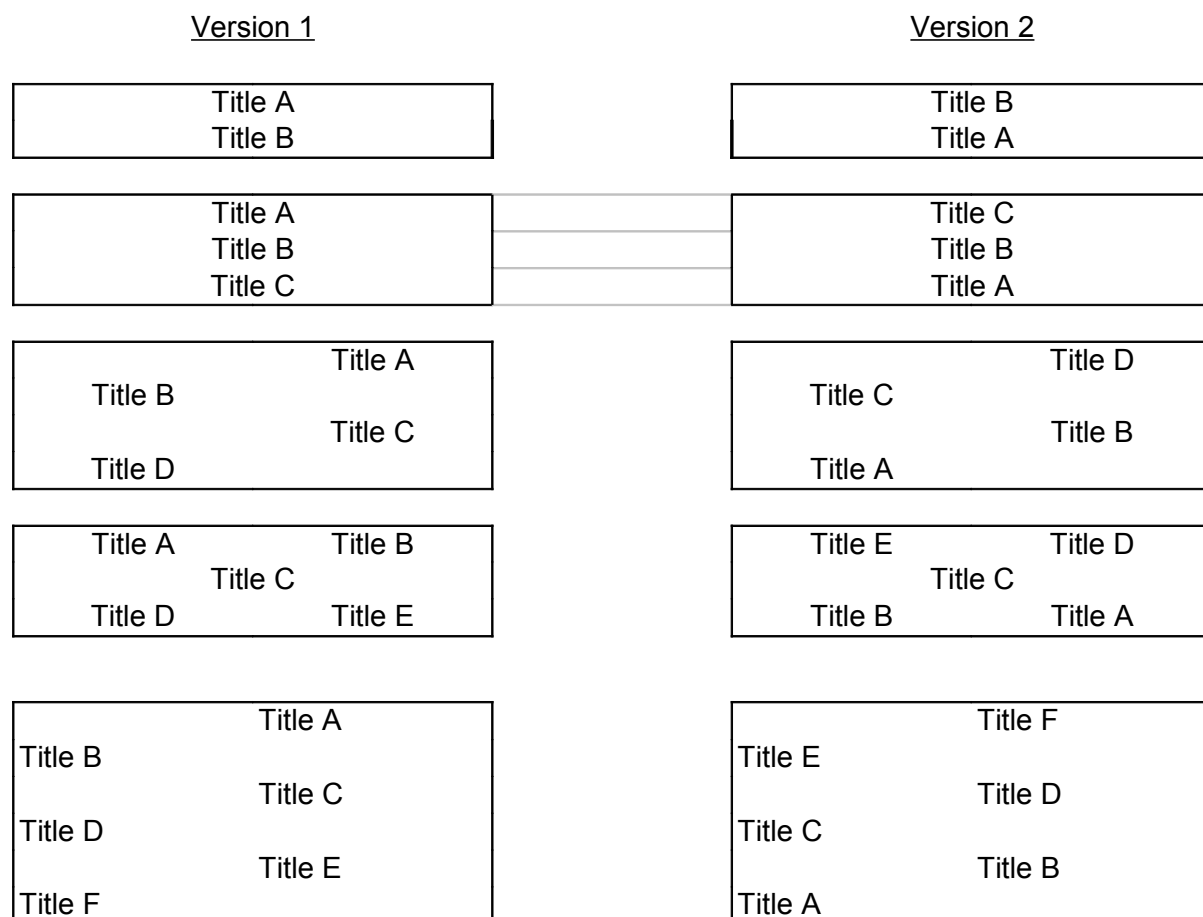 Version 1 Version 2
Title A Title B
Title B Title A
Title A Title C
Title B Title B
Title C Title A
Title A Title D
Title B Title C
Title C Title B
Title D Title A
Title A Title B Title E Title D
Title C Title C
Title D Title E Title B Title A
Title A Title F
Title B Title E
Title C Title D
Title D Title C
Title E Title B
Title F Title A